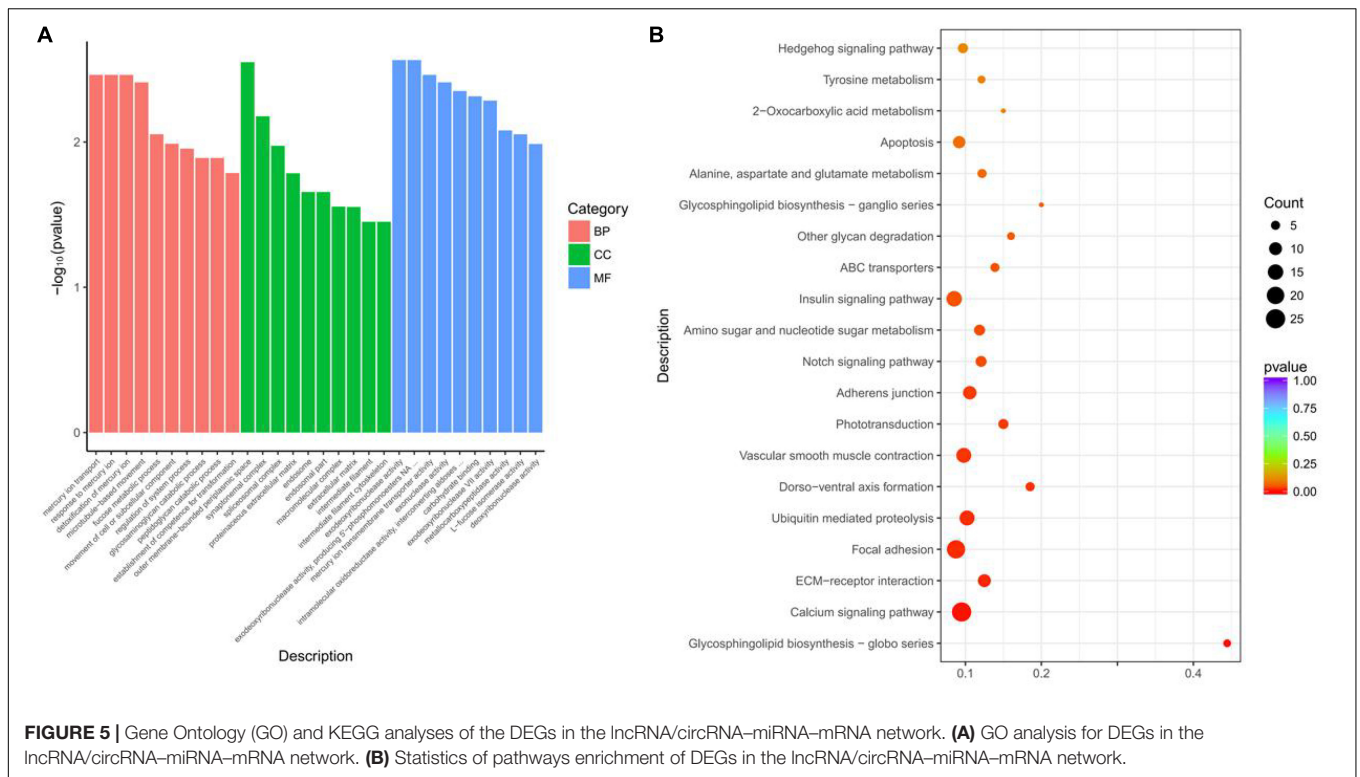 A
−log₁₀(pvalue)
2
1
0
mercury ion transport
response to mercury ion
detoxification of mercury ion
microtubule−based movement
fucose metabolic process
movement of cell or subcellular component
regulation of system process
glycosaminoglycan catabolic process
peptidoglycan catabolic process
establishment of competence for transformation
outer membrane−bounded periplasmic space
synaptonemal complex
spliceosomal complex
proteinaceous extracellular matrix
endosome
endosomal part
macromolecular complex
extracellular matrix
intermediate filament
intermediate filament cytoskeleton
exodeoxyribonuclease activity
exodeoxyribonuclease activity, producing 5'−phosphomonoesters
mercury ion transmembrane transporter activity
exonuclease activity
intramolecular oxidoreductase activity, interconverting aldoses ...
carbohydrate binding
exodeoxyribonuclease VII activity
metallocarboxypeptidase activity
L−fucose isomerase activity
deoxyribonuclease activity
NA ...
Description
Category
BP
CC
MF
B
Description
Hedgehog signaling pathway
Tyrosine metabolism
2−Oxocarboxylic acid metabolism
Apoptosis
Alanine, aspartate and glutamate metabolism
Glycosphingolipid biosynthesis − ganglio series
Other glycan degradation
ABC transporters
Insulin signaling pathway
Amino sugar and nucleotide sugar metabolism
Notch signaling pathway
Adherens junction
Phototransduction
Vascular smooth muscle contraction
Dorso−ventral axis formation
Ubiquitin mediated proteolysis
Focal adhesion
ECM−receptor interaction
Calcium signaling pathway
Glycosphingolipid biosynthesis − globo series
0.1 0.2 0.4
Count
5
10
15
20
25
pvalue
1.00
0.75
0.50
0.25
0.00
FIGURE 5 | Gene Ontology (GO) and KEGG analyses of the DEGs in the lncRNA/circRNA–miRNA–mRNA network. (A) GO analysis for DEGs in the
lncRNA/circRNA–miRNA–mRNA network. (B) Statistics of pathways enrichment of DEGs in the lncRNA/circRNA–miRNA–mRNA network.